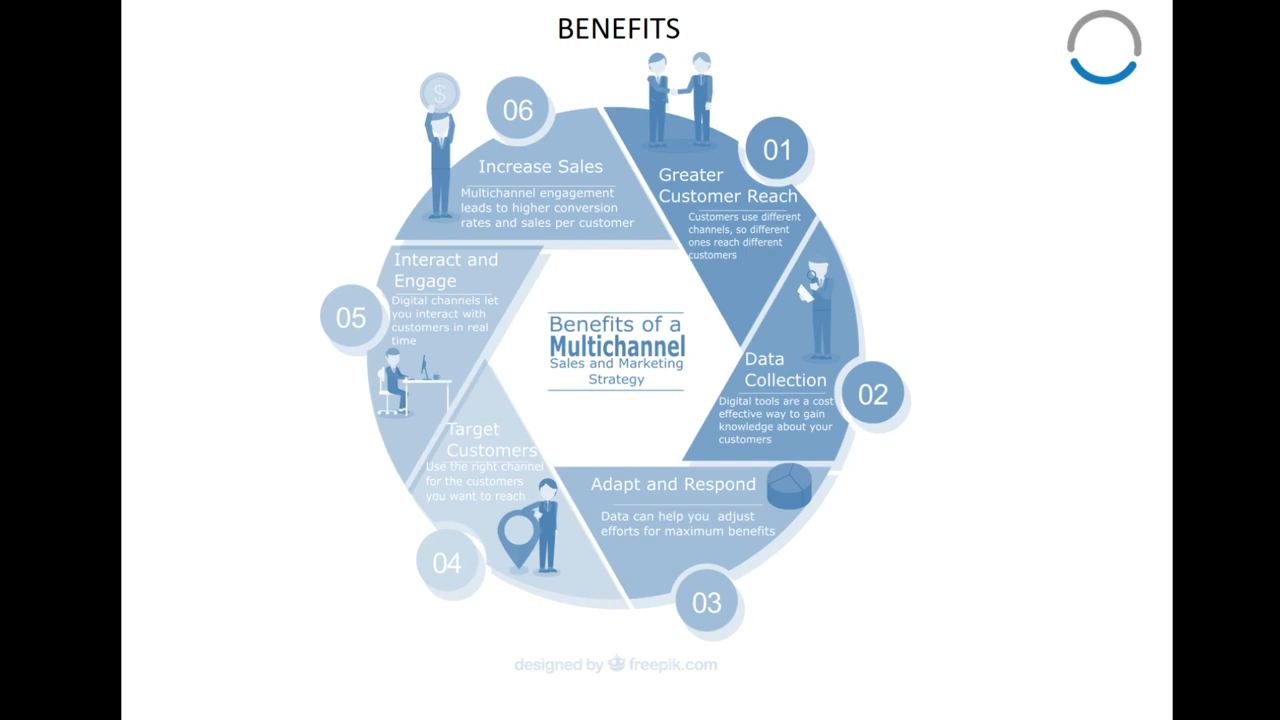 BENEFITS
01
Greater
Customer Reach
Customers use different
channels, so different
ones reach different
customers
02
Data
Collection
Digital tools are a cost
effective way to gain
knowledge about your
customers
03
Adapt and Respond
Data can help you adjust
efforts for maximum benefits
04
Target
Customers
Use the right channel
for the customers
you want to reach
05
Interact and
Engage
Digital channels let
you interact with
customers in real
time
06
$
Increase Sales
Multichannel engagement
leads to higher conversion
rates and sales per customer
Benefits of a
Multichannel
Sales and Marketing
Strategy
designed by freepik.com